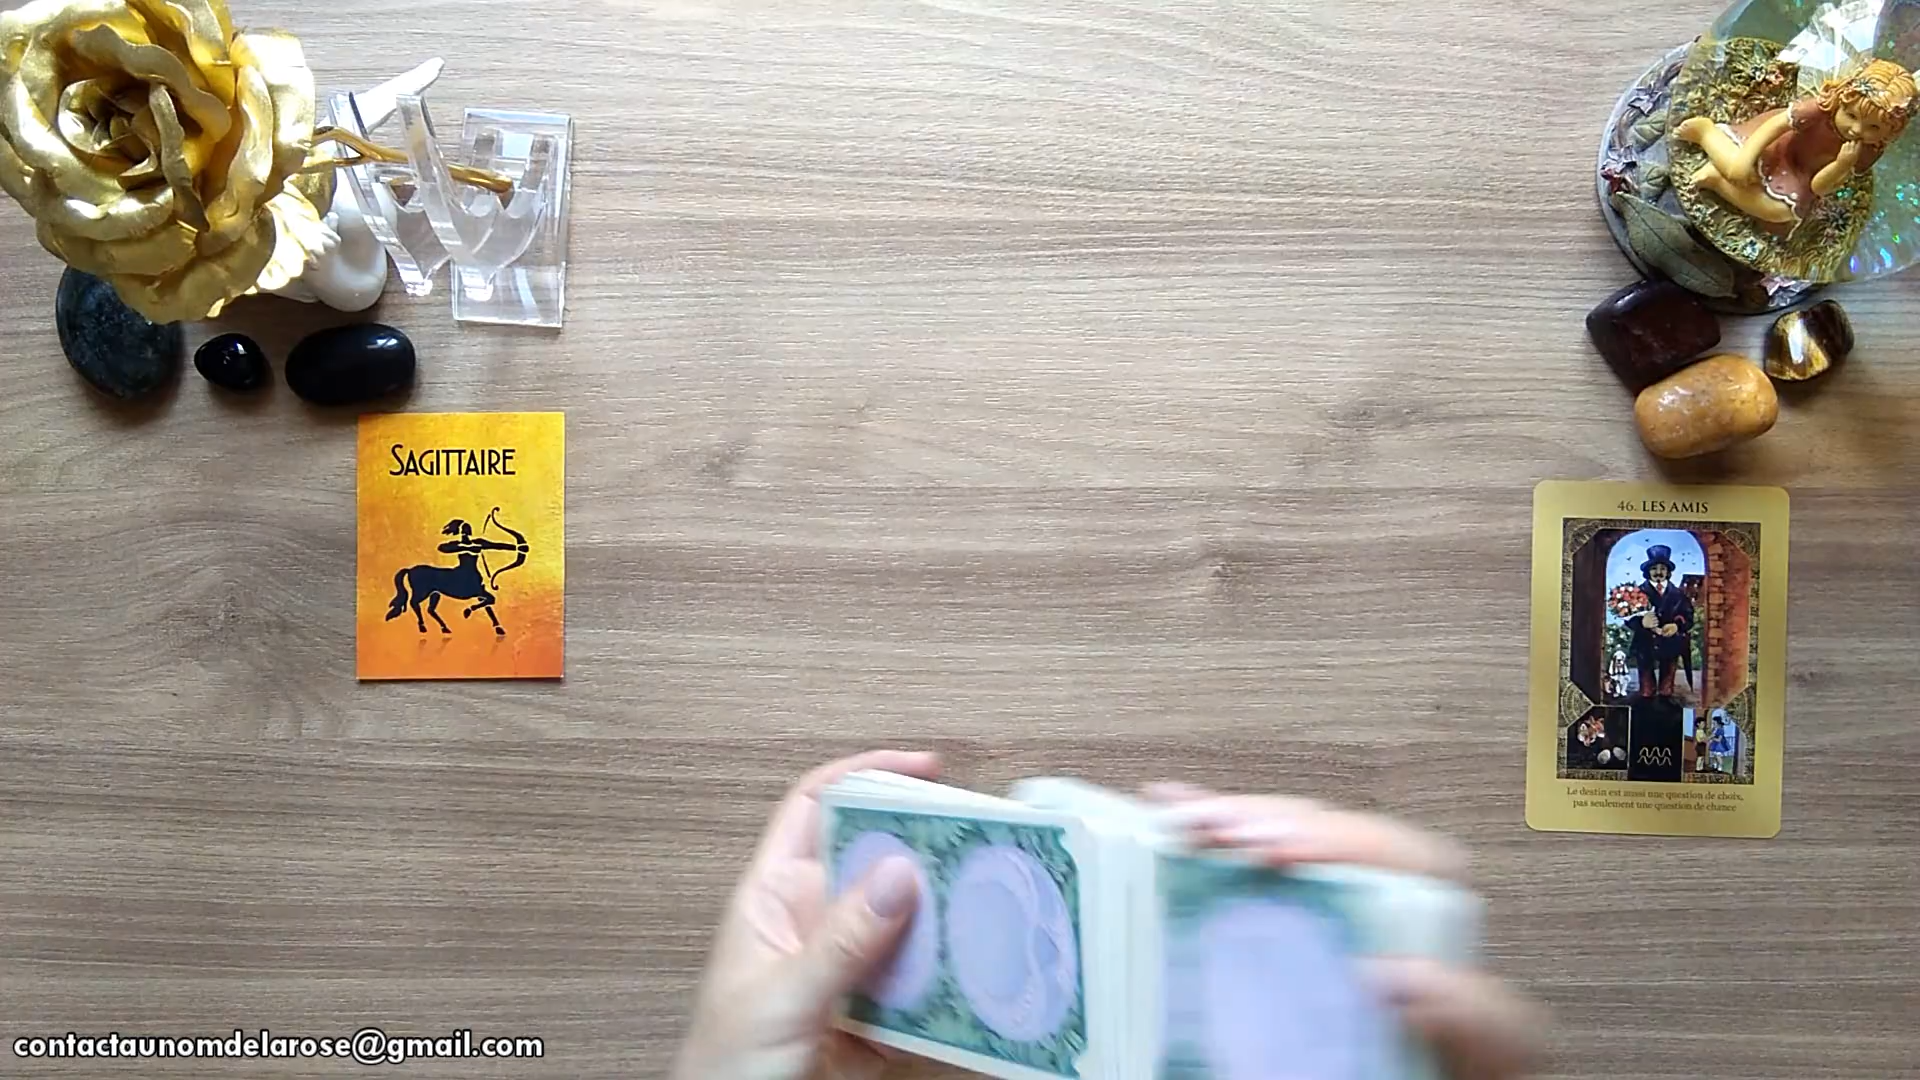 SAGITTAIRE
46. LES AMIS
Le destin est aussi une question de choix,
pas seulement une question de chance
contactaunomdelarose@gmail.com